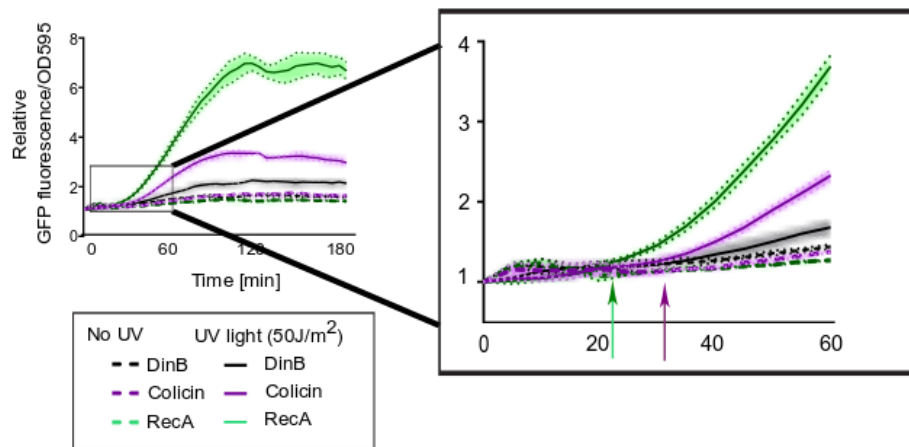 Relative
GFP fluorescence/OD595
8
6
4
2
0
0
60
120
180
Time [min]
4
3
2
1
0
20
40
60
No UV
UV light (50J/m2)
DinB
DinB
Colicin
Colicin
RecA
RecA